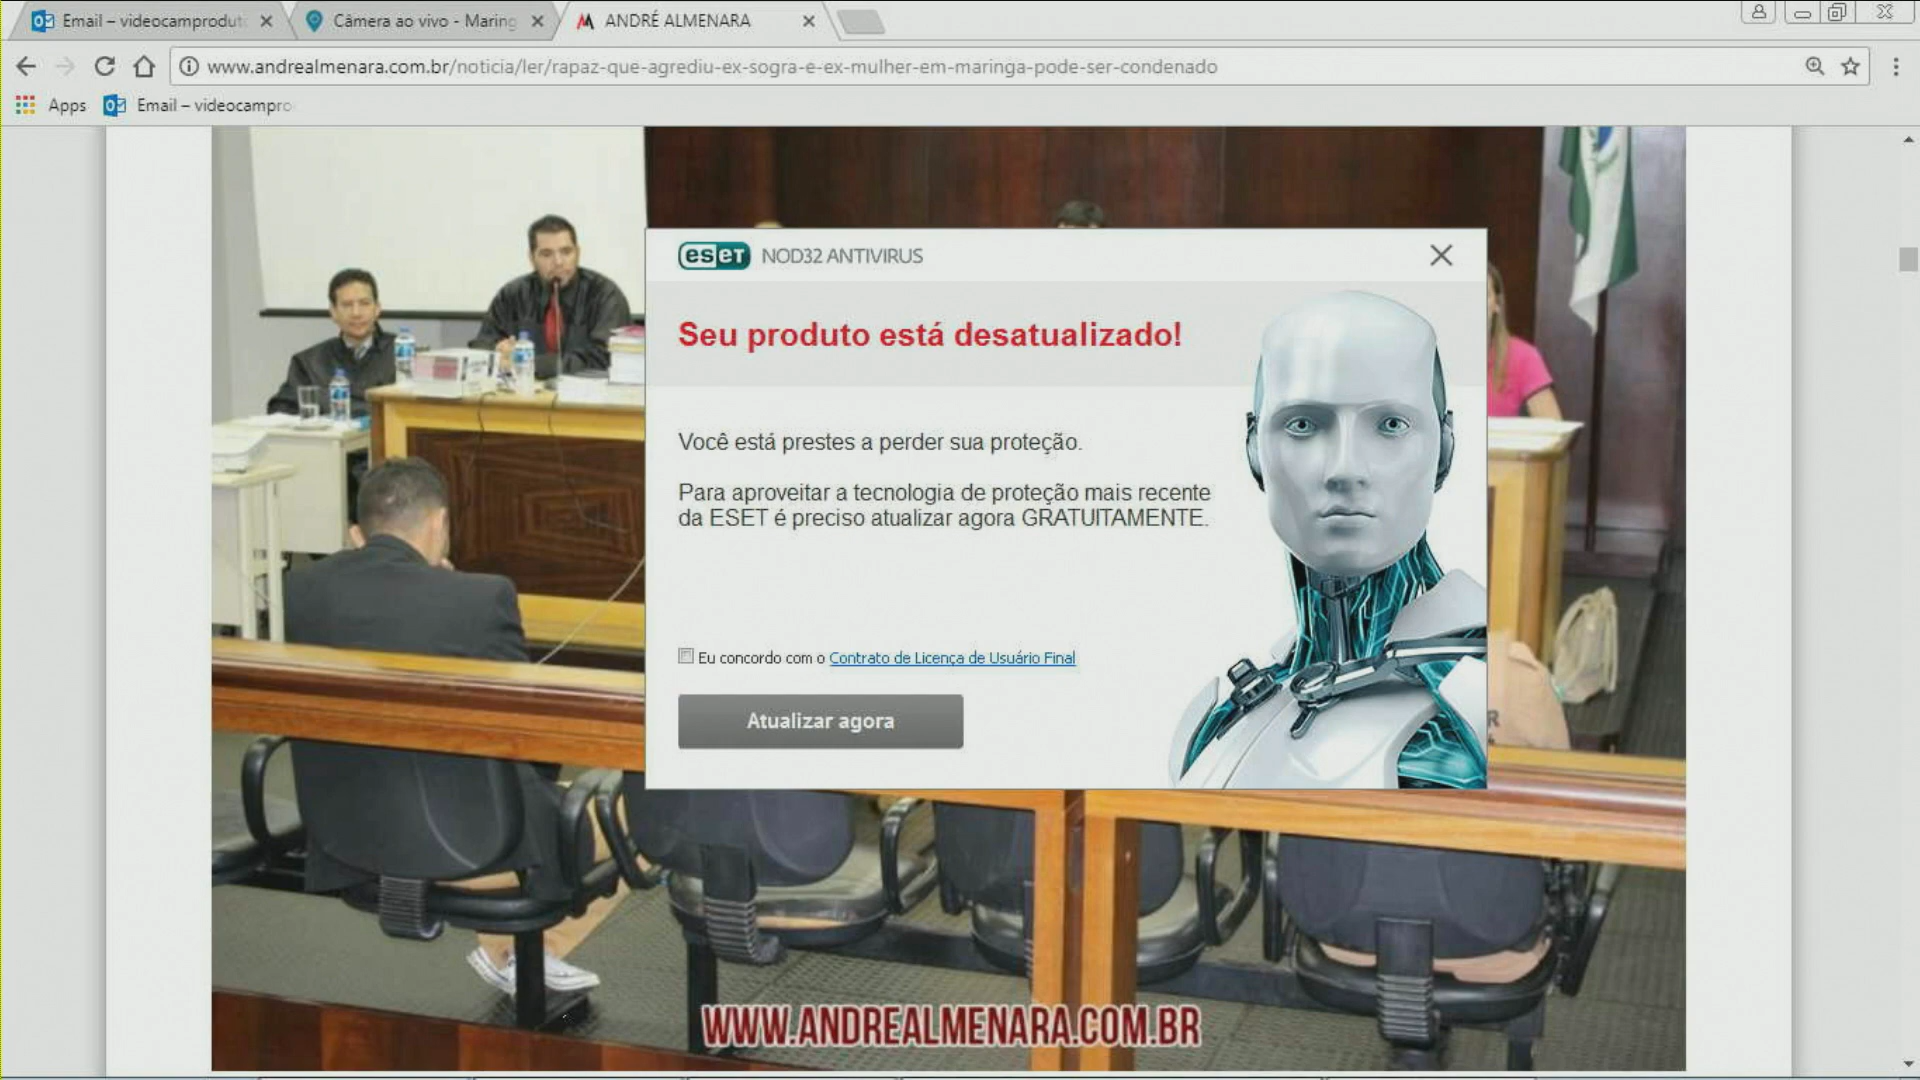 Email – videocamprodut
Câmera ao vivo - Maring
ANDRÉ ALMENARA
www.andrealmenara.com.br/noticia/ler/rapaz-que-agrediu-ex-sogra-e-ex-mulher-em-maringa-pode-ser-condenado
Apps
Email – videocampro
eseT NOD32 ANTIVIRUS
Seu produto está desatualizado!
Você está prestes a perder sua proteção.
Para aproveitar a tecnologia de proteção mais recente
da ESET é preciso atualizar agora GRATUITAMENTE.
Eu concordo com o Contrato de Licença de Usuário Final
Atualizar agora
WWW.ANDREALMENARA.COM.BR